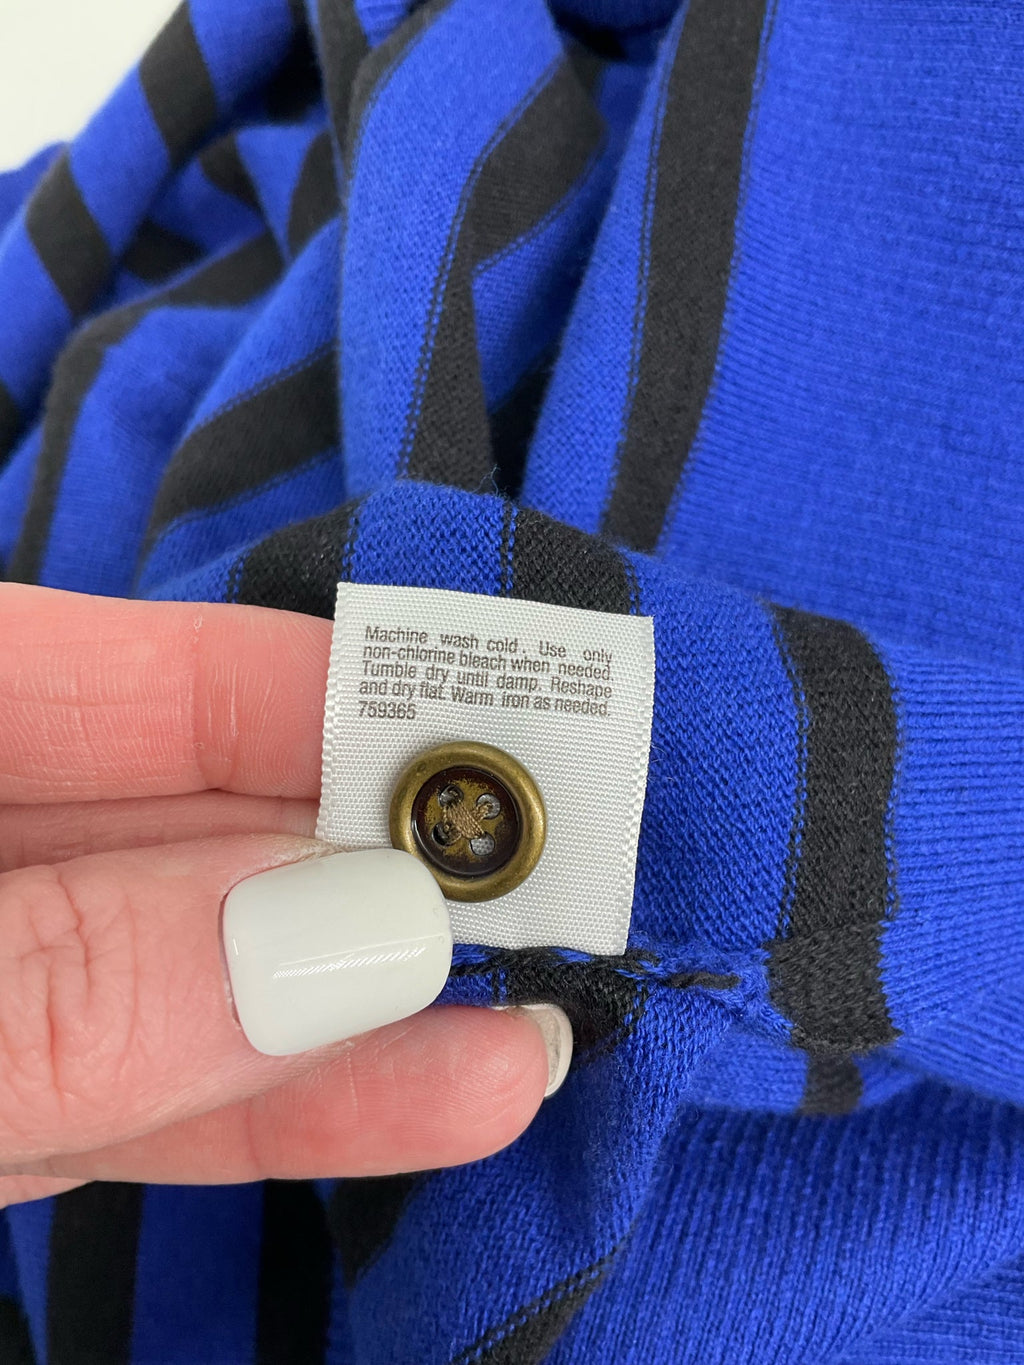 Machine wash cold. Use only
non-chlorine bleach when needed.
Tumble dry until damp. Reshape
and dry flat. Warm iron as needed.
759365